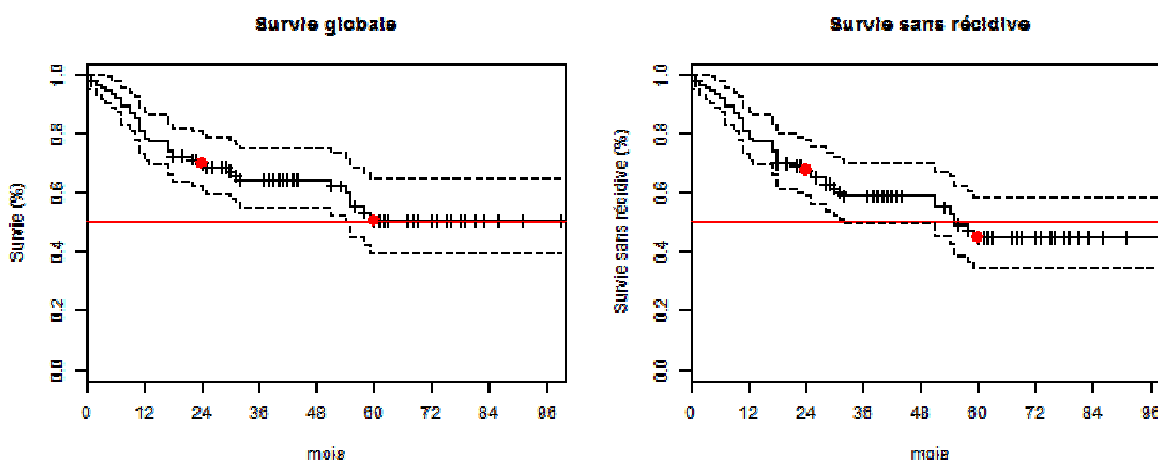 Survie globale
Survie (%)
1.0
0.8
0.6
0.4
0.2
0.0
0 12 24 36 48 60 72 84 96
mois
Survie sans récidive
Survie sans récidive (%)
1.0
0.8
0.6
0.4
0.2
0.0
0 12 24 36 48 60 72 84 96
mois